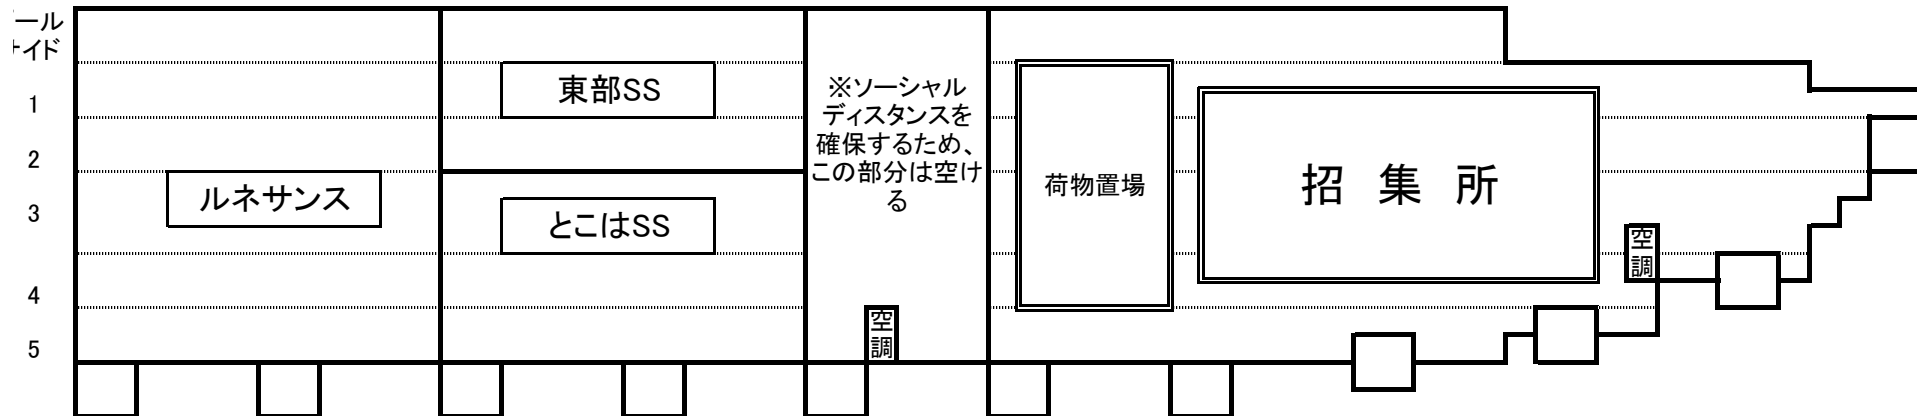 ール
イド
1
2
3
4
5
ルネサンス
東部SS
とこはSS
※ソーシャル
ディスタンスを
確保するため、
この部分は空け
る
空
調
荷物置場
招 集 所
空
調